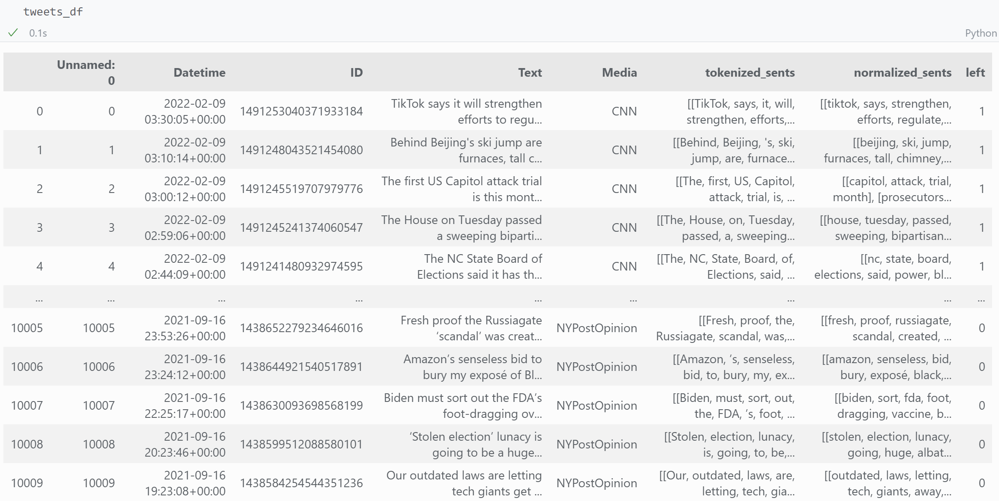 tweets_df
0.1s
Python
Unnamed: 0 Datetime ID Text Media tokenized_sents normalized_sents left
0 0 2022-02-09 03:30:05+00:00 1491253040371933184 TikTok says it will strengthen efforts to regu... CNN [[TikTok, says, it, will, strengthen, efforts,... [[tiktok, says, strengthen, efforts, regulate,... 1
1 1 2022-02-09 03:10:14+00:00 1491248043521454080 Behind Beijing's ski jump are furnaces, tall c... CNN [[Behind, Beijing, 's, ski, jump, are, furnace... [[beijing, ski, jump, furnaces, tall, chimney,... 1
2 2 2022-02-09 03:00:12+00:00 1491245519707979776 The first US Capitol attack trial is this mont... CNN [[The, first, US, Capitol, attack, trial, is, ... [[capitol, attack, trial, month], [prosecutors... 1
3 3 2022-02-09 02:59:06+00:00 1491245241374060547 The House on Tuesday passed a sweeping biparti... CNN [[The, House, on, Tuesday, passed, a, sweeping... [[house, tuesday, passed, sweeping, bipartisan... 1
4 4 2022-02-09 02:44:09+00:00 1491241480932974595 The NC State Board of Elections said it has th... CNN [[The, NC, State, Board, of, Elections, said, ... [[nc, state, board, elections, said, power, bl... 1
... ... ... ... ... ... ... ... ...
10005 10005 2021-09-16 23:53:26+00:00 1438652279234646016 Fresh proof the Russiagate ‘scandal’ was creat... NYPostOpinion [[Fresh, proof, the, Russiagate, scandal, was,... [[fresh, proof, russiagate, scandal, created, ... 0
10006 10006 2021-09-16 23:24:12+00:00 1438644921540517891 Amazon’s senseless bid to bury my exposé of Bl... NYPostOpinion [[Amazon, ’s, senseless, bid, to, bury, my, ex... [[amazon, senseless, bid, bury, exposé, black,... 0
10007 10007 2021-09-16 22:25:17+00:00 1438630093698568199 Biden must sort out the FDA’s foot-dragging ov... NYPostOpinion [[Biden, must, sort, out, the, FDA, ’s, foot, ... [[biden, sort, fda, foot, dragging, vaccine, b... 0
10008 10008 2021-09-16 20:23:46+00:00 1438599512088580101 ‘Stolen election’ lunacy is going to be a huge... NYPostOpinion [[Stolen, election, lunacy, is, going, to, be,... [[stolen, election, lunacy, going, huge, albat... 0
10009 10009 2021-09-16 19:23:08+00:00 1438584254544351236 Our outdated laws are letting tech giants get ... NYPostOpinion [[Our, outdated, laws, are, letting, tech, gia... [[outdated, laws, letting, tech, giants, away,... 0